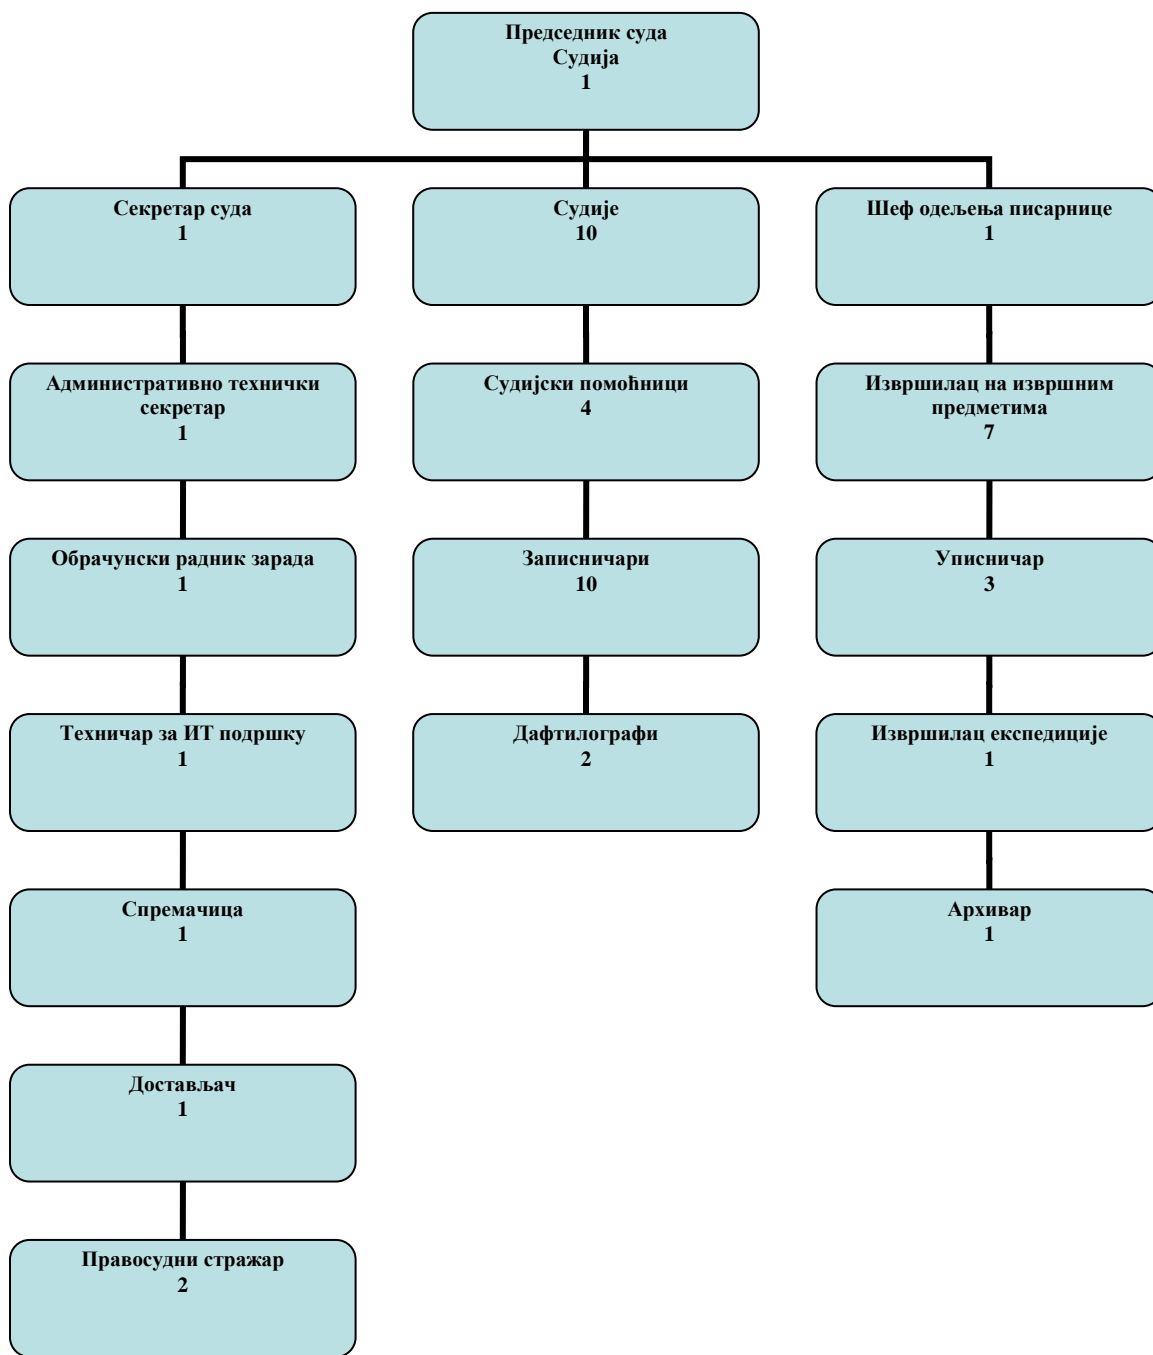 Председник суда
Судија
1
Секретар суда
1
Судије
10
Шеф одељења писарнице
1
Административно технички
секретар
1
Судијски помоћници
4
Извршилац на извршним
предметима
7
Обрачунски радник зарада
1
Записничари
10
Уписничар
3
Техничар за ИТ подршку
1
Дафтилографи
2
Извршилац експедиције
1
Спремачица
1
Архивар
1
Достављач
1
Правосудни стражар
2